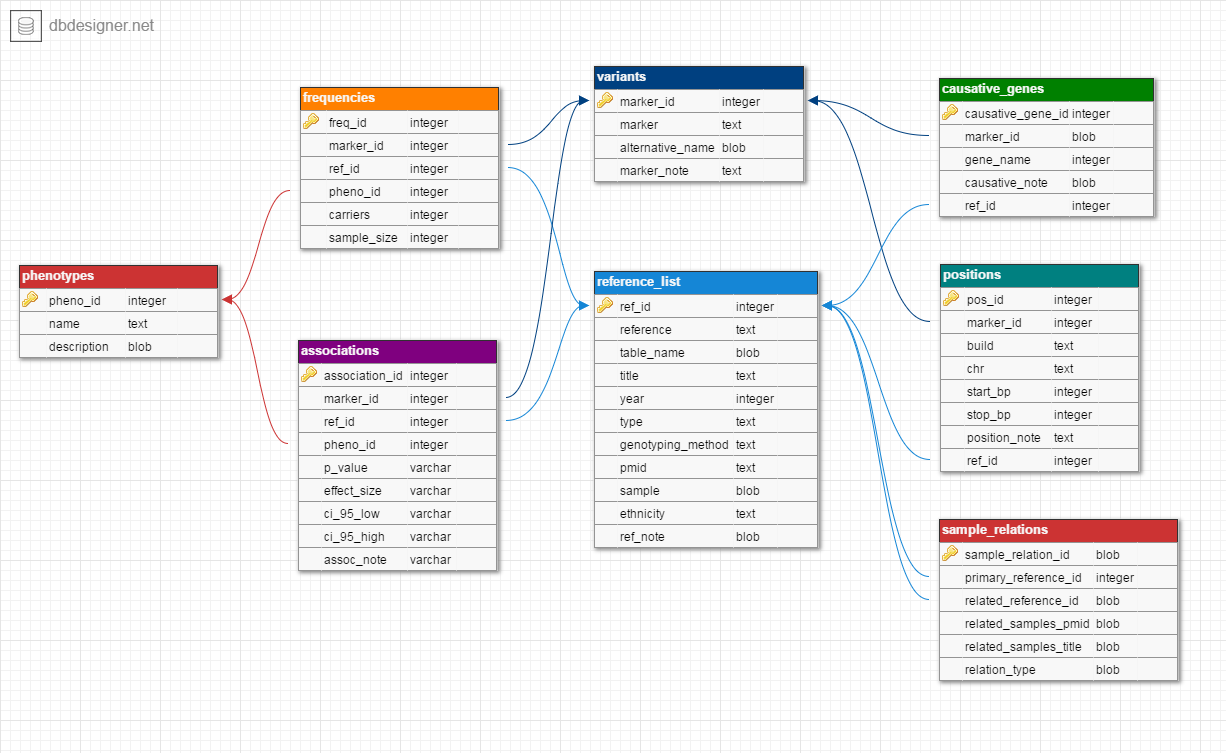 dbdesigner.net
frequencies
freq_id integer
marker_id integer
ref_id integer
pheno_id integer
carriers integer
sample_size integer
variants
marker_id integer
marker text
alternative_name blob
marker_note text
causative_genes
causative_gene_id integer
marker_id blob
gene_name integer
causative_note blob
ref_id integer
phenotypes
pheno_id integer
name text
description blob
associations
association_id integer
marker_id integer
ref_id integer
pheno_id integer
p_value varchar
effect_size varchar
ci_95_low varchar
ci_95_high varchar
assoc_note varchar
reference_list
ref_id integer
reference text
table_name blob
title text
year integer
type text
genotyping_method text
pmid text
sample blob
ethnicity text
ref_note blob
positions
pos_id integer
marker_id integer
build text
chr text
start_bp integer
stop_bp integer
position_note text
ref_id integer
sample_relations
sample_relation_id blob
primary_reference_id integer
related_reference_id blob
related_samples_pmid blob
related_samples_title blob
relation_type blob